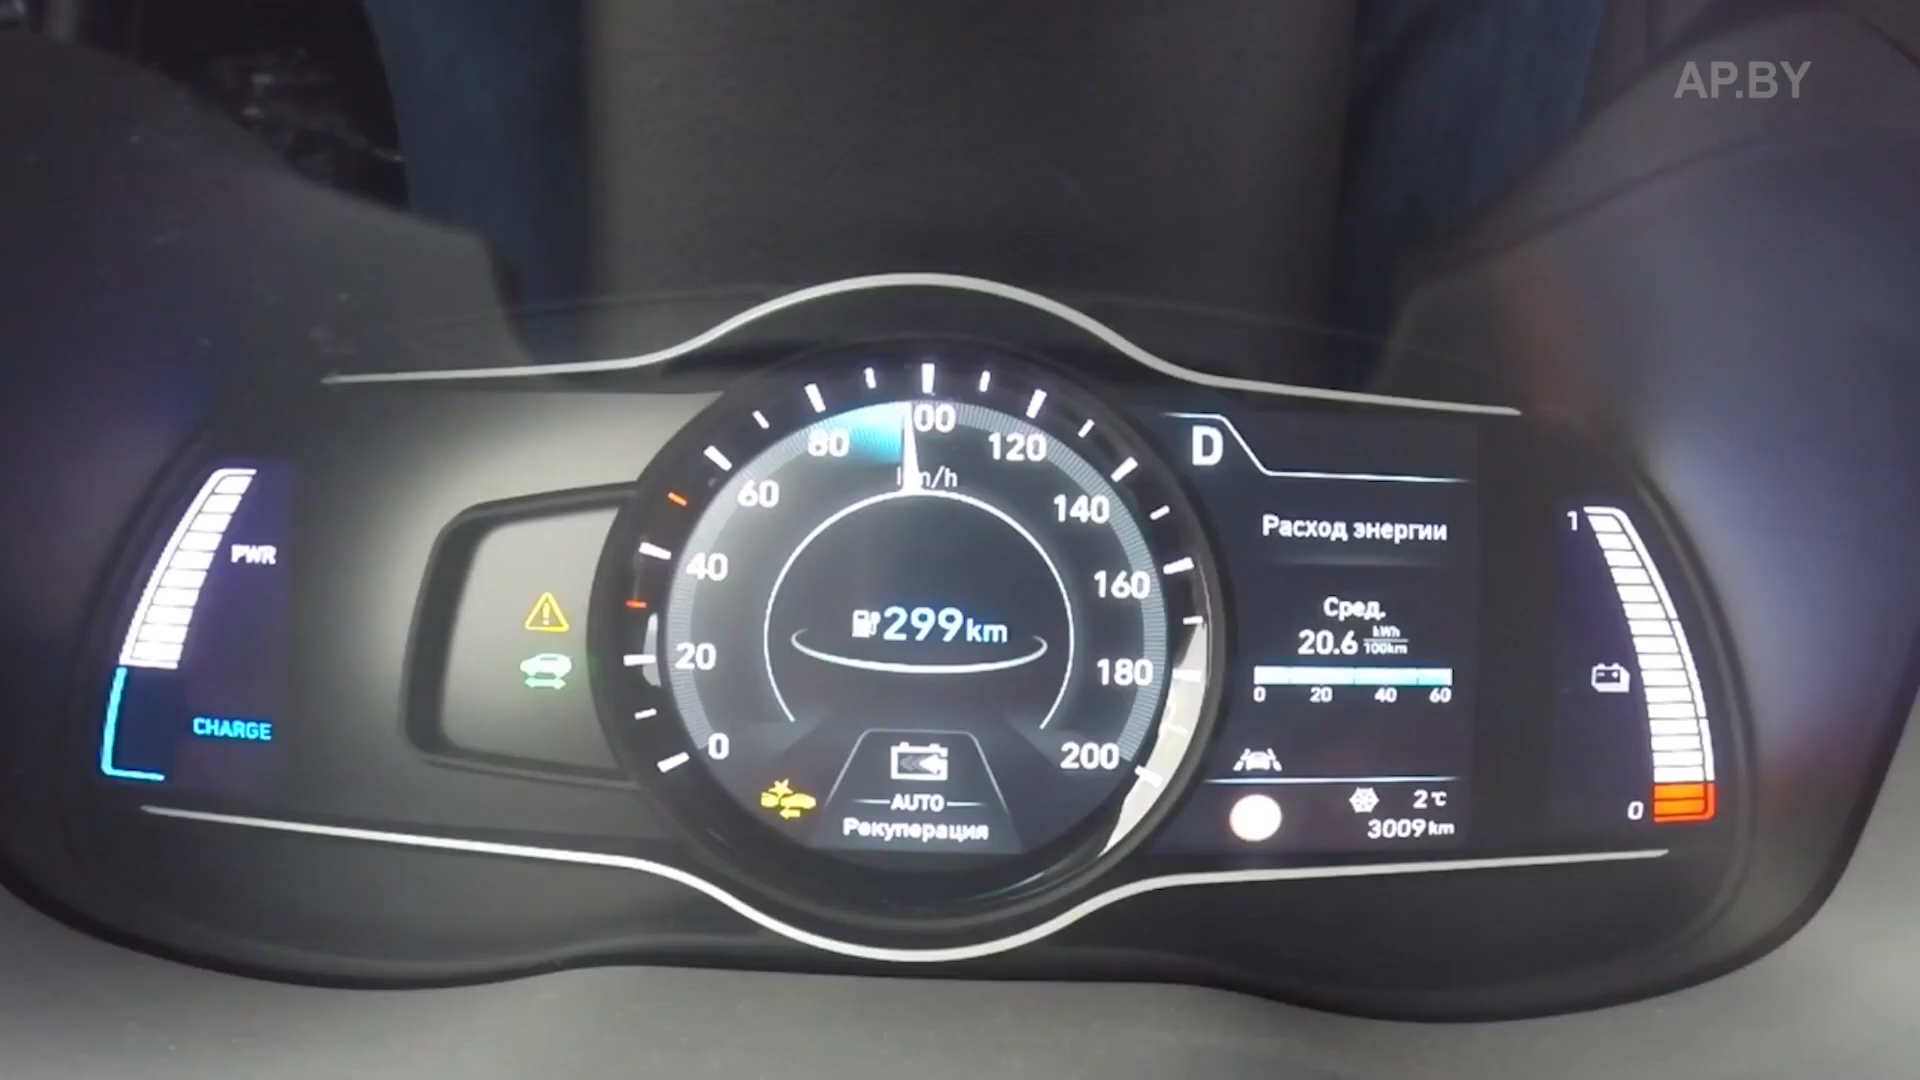 AP.BY
PWR
CHARGE
0
20
40
60
80
00
120
140
160
180
200
km/h
299km
AUTO
Рекуперация
D
Расход энергии
Сред.
20.6 kWh/100km
0 20 40 60
2°C
3009km
1
0